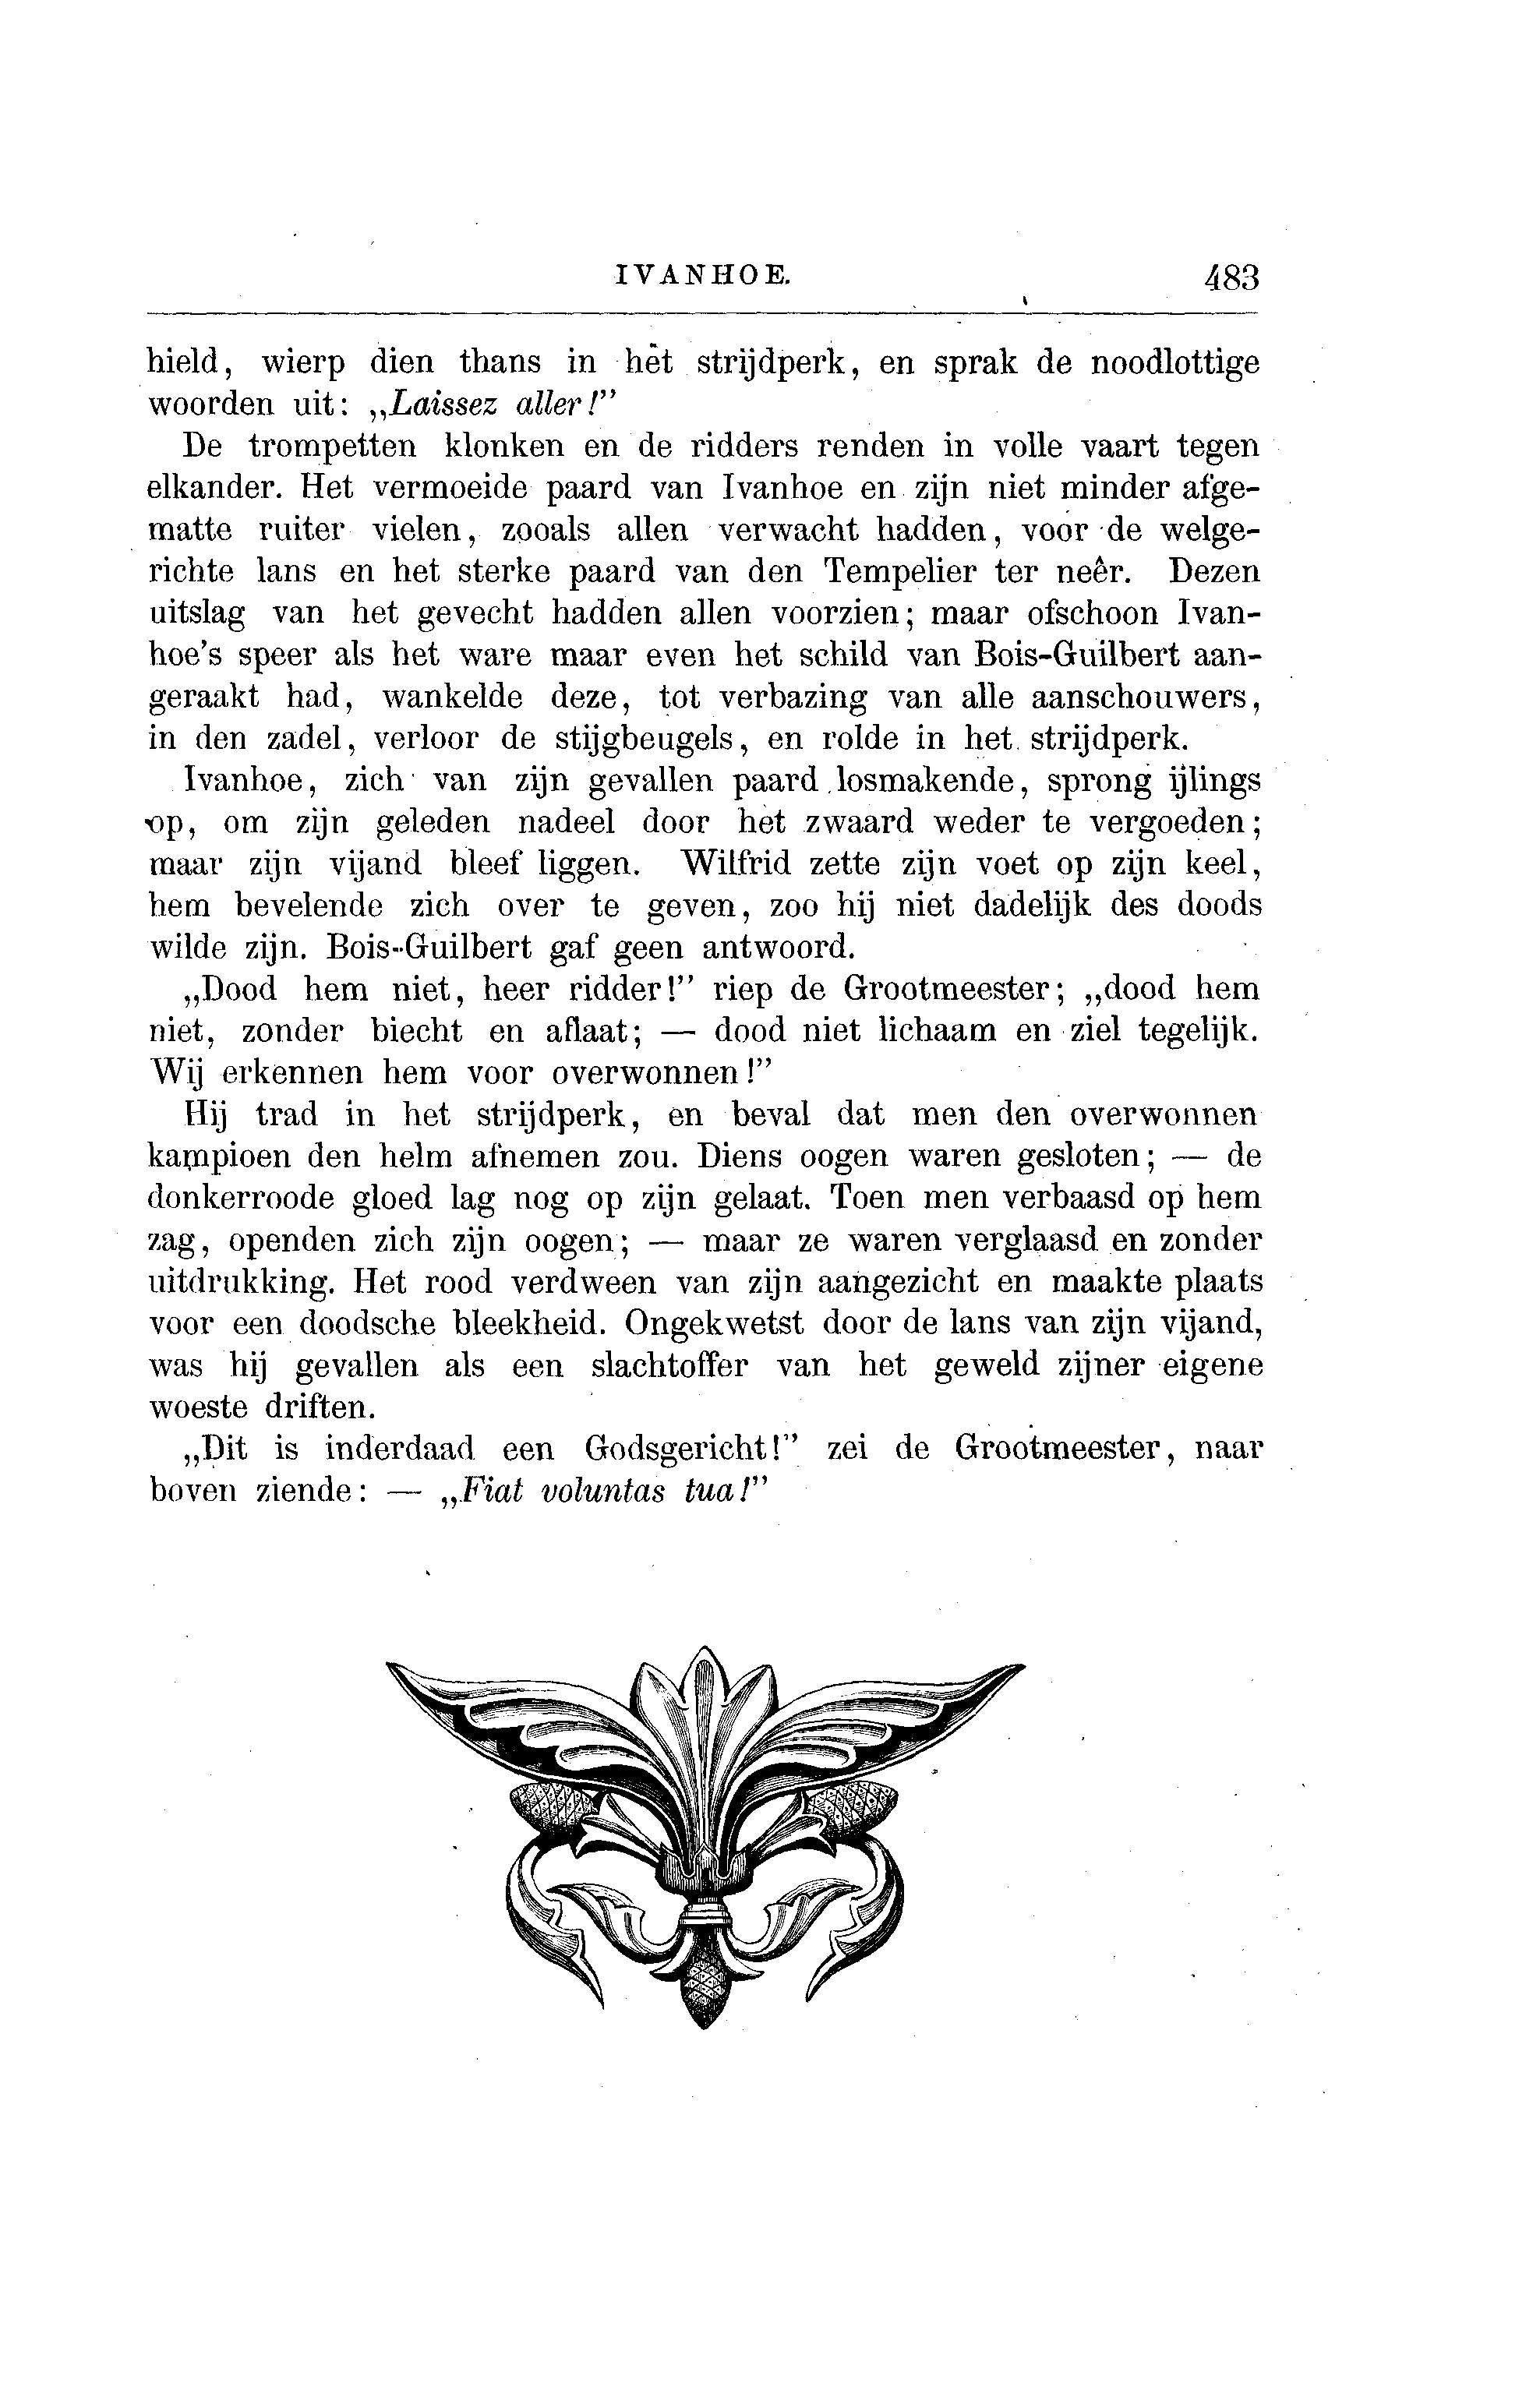 IVANHOE. 483
hield, wierp dien thans in het strijdperk, en sprak de noodlottige
woorden uit: „Laissez aller!”
De trompetten klonken en de ridders renden in volle vaart tegen
elkander. Het vermoeide paard van Ivanhoe en zijn niet minder afge-
matte ruiter vielen, zooals allen verwacht hadden, voor de welge-
richte lans en het sterke paard van den Tempelier ter neêr. Dezen
uitslag van het gevecht hadden allen voorzien; maar ofschoon Ivan-
hoe's speer als het ware maar even het schild van Bois-Guilbert aan-
geraakt had, wankelde deze, tot verbazing van alle aanschouwers,
in den zadel, verloor de stijgbeugels, en rolde in het strijdperk.
Ivanhoe, zich van zijn gevallen paard losmakende, sprong ijlings
op, om zijn geleden nadeel door het zwaard weder te vergoeden;
maar zijn vijand bleef liggen. Wilfrid zette zijn voet op zijn keel,
hem bevelende zich over te geven, zoo hij niet dadelijk des doods
wilde zijn. Bois-Guilbert gaf geen antwoord.
„Dood hem niet, heer ridder!” riep de Grootmeester; „dood hem
niet, zonder biecht en aflaat; — dood niet lichaam en ziel tegelijk.
Wij erkennen hem voor overwonnen!”
Hij trad in het strijdperk, en beval dat men den overwonnen
kampioen den helm afnemen zou. Diens oogen waren gesloten; — de
donkerroode gloed lag nog op zijn gelaat. Toen men verbaasd op hem
zag, openden zich zijn oogen; — maar ze waren verglaasd en zonder
uitdrukking. Het rood verdween van zijn aangezicht en maakte plaats
voor een doodsche bleekheid. Ongekwetst door de lans van zijn vijand,
was hij gevallen als een slachtoffer van het geweld zijner eigene
woeste driften.
„Dit is inderdaad een Godsgericht!” zei de Grootmeester, naar
boven ziende: — „Fiat voluntas tua!”